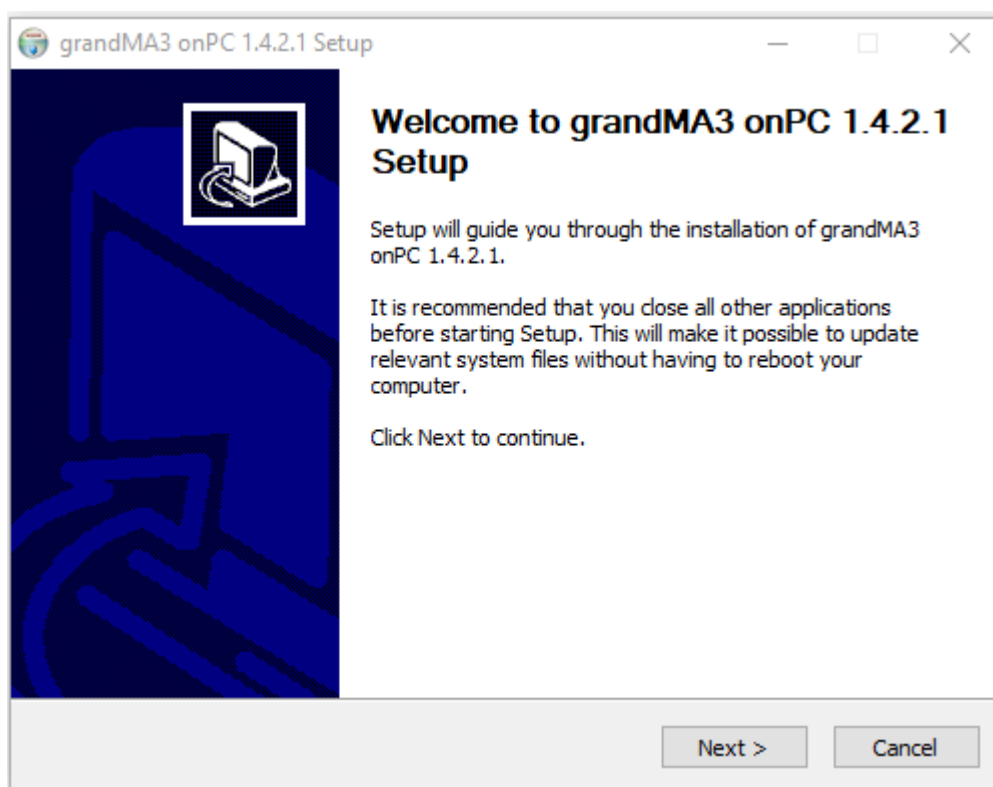 grandMA3 onPC 1.4.2.1 Setup
Welcome to grandMA3 onPC 1.4.2.1
Setup
Setup will guide you through the installation of grandMA3
onPC 1.4.2.1.
It is recommended that you close all other applications
before starting Setup. This will make it possible to update
relevant system files without having to reboot your
computer.
Click Next to continue.
Next >
Cancel